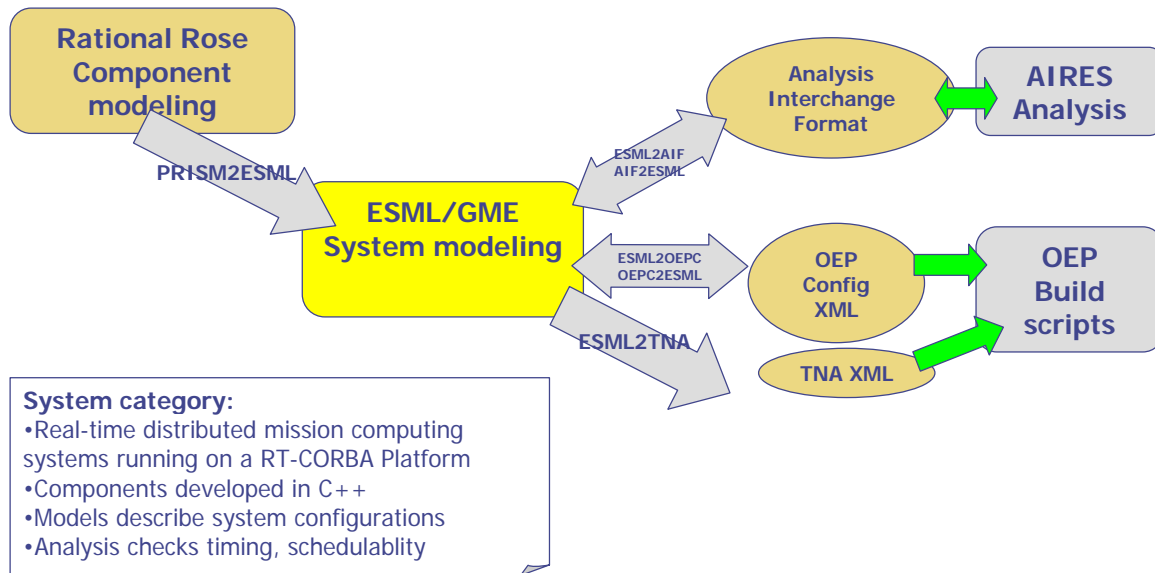 Rational Rose
Component
modeling
PRISM2ESML
ESML/GME
System modeling
ESML2AIF
AIF2ESML
Analysis
Interchange
Format
AIRES
Analysis
ESML2OEPC
OEPC2ESML
OEP
Config
XML
OEP
Build
scripts
ESML2TNA
TNA XML
System category:
•Real-time distributed mission computing
systems running on a RT-CORBA Platform
•Components developed in C++
•Models describe system configurations
•Analysis checks timing, schedulablity